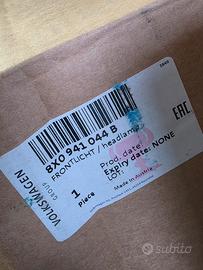 8X0 941 044 B
FRONTLICHT / headlamp
Prod. date:
Expiry date: NONE
LOT:
1
Piece
Made in Austria
VOLKSWAGEN
GROUP
EAC
subito